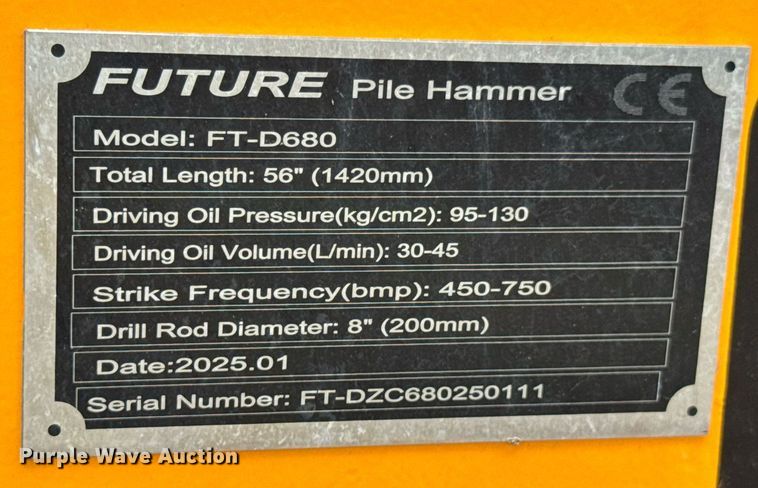 FUTURE Pile Hammer CE
Model: FT-D680
Total Length: 56" (1420mm)
Driving Oil Pressure(kg/cm2): 95-130
Driving Oil Volume(L/min): 30-45
Strike Frequency(bmp): 450-750
Drill Rod Diameter: 8" (200mm)
Date:2025.01
Serial Number: FT-DZC680250111
Purple Wave Auction